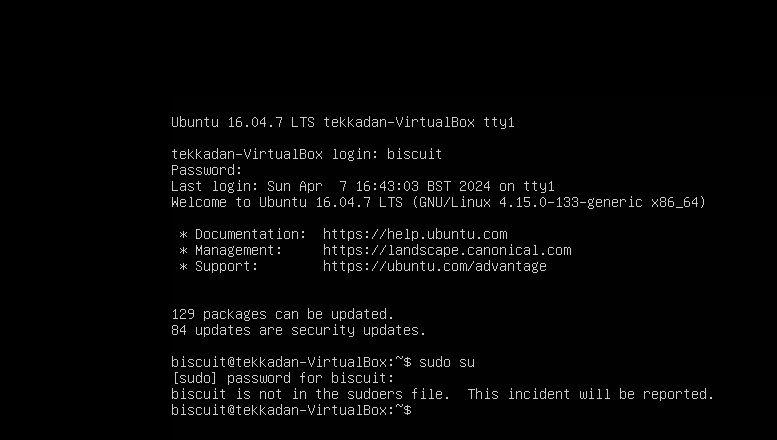 Ubuntu 16.04.7 LTS tekkadan-VirtualBox tty1
tekkadan-VirtualBox login: biscuit
Password:
Last login: Sun Apr  7 16:43:03 BST 2024 on tty1
Welcome to Ubuntu 16.04.7 LTS (GNU/Linux 4.15.0-133-generic x86_64)
 * Documentation:  https://help.ubuntu.com
 * Management:     https://landscape.canonical.com
 * Support:        https://ubuntu.com/advantage
129 packages can be updated.
84 updates are security updates.
biscuit@tekkadan-VirtualBox:~$ sudo su
[sudo] password for biscuit:
biscuit is not in the sudoers file.  This incident will be reported.
biscuit@tekkadan-VirtualBox:~$